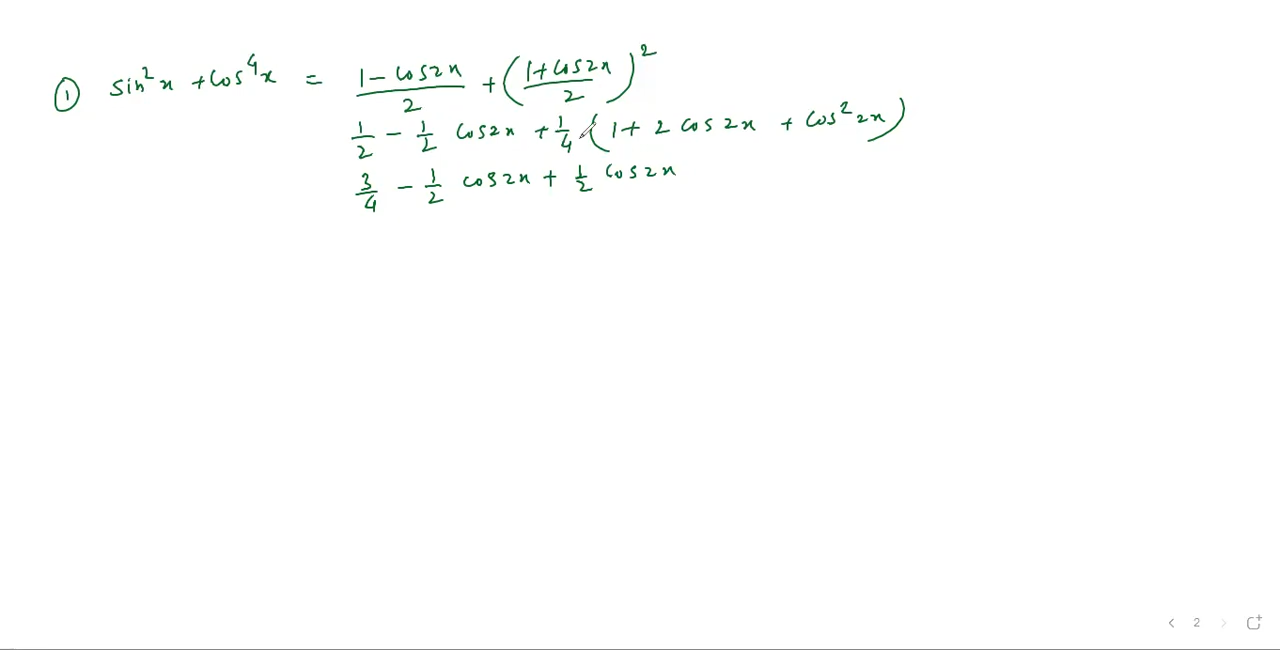 ① sin²x + cos⁴x = (1 - cos2x)/2 + ((1 + cos2x)/2)²
1/2 - 1/2 cos2x + 1/4 (1 + 2 cos 2x + cos² 2x)
3/4 - 1/2 cos2x + 1/2 cos2x
< 2 >